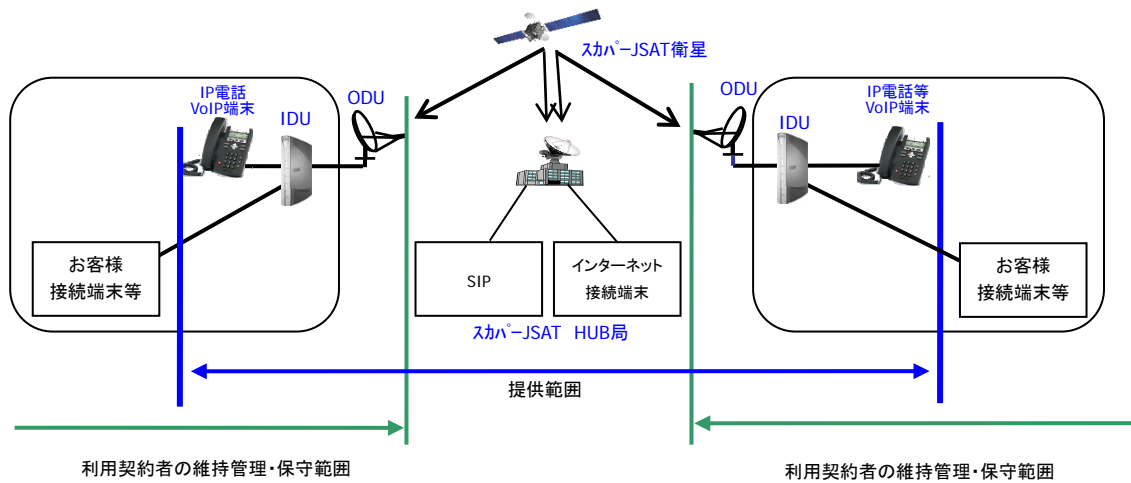 スカパーJSAT衛星
IP電話
VoIP端末
IDU
ODU
ODU
IDU
IP電話等
VoIP端末
お客様
接続端末等
SIP
インターネット
接続端末
お客様
接続端末等
スカパーJSAT HUB局
提供範囲
利用契約者の維持管理・保守範囲
利用契約者の維持管理・保守範囲